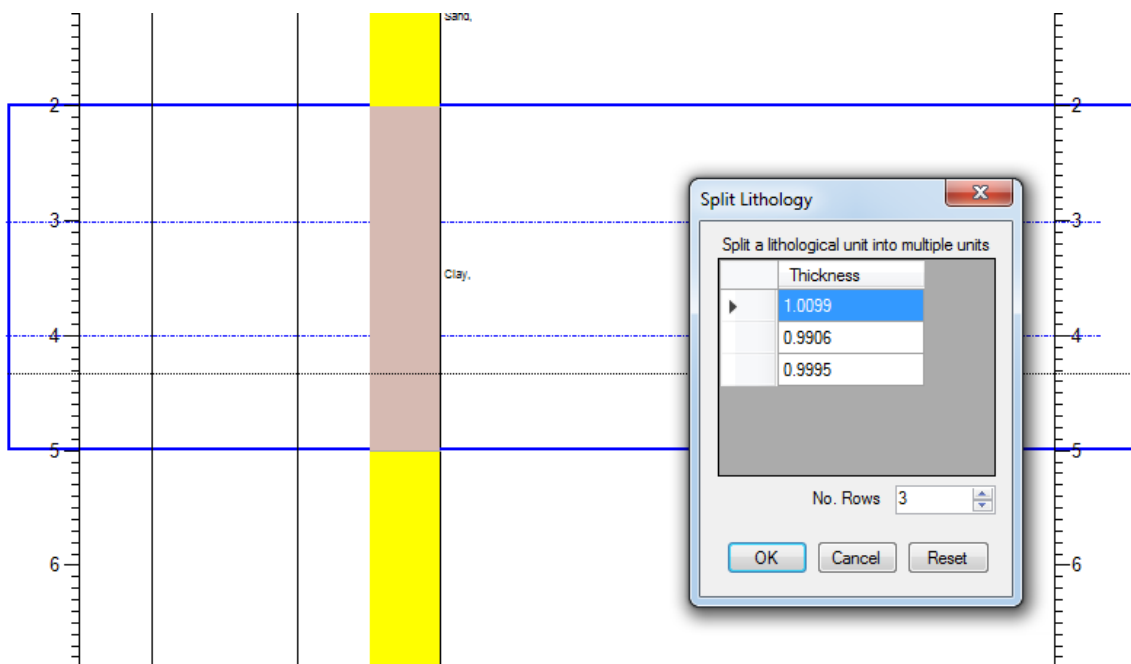 Sand,
2
2
Split Lithology
Split a lithological unit into multiple units
Thickness
3
3
1.0099
Clay,
0.9906
4
4
0.9995
5
5
No. Rows 3
6
6
OK Cancel Reset